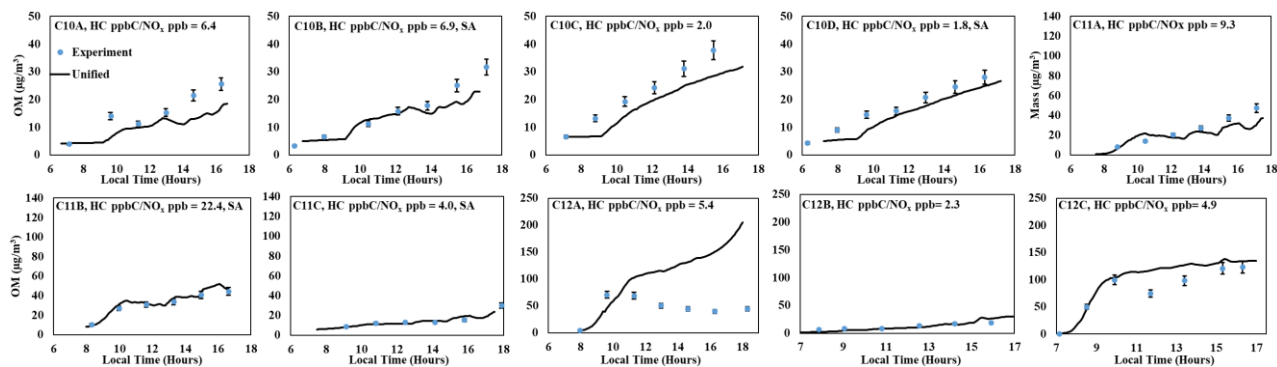 C10A, HC ppbC/NOx ppb = 6.4
Experiment
Unified
OM (μg/m³)
50
40
30
20
10
0
6 8 10 12 14 16 18
Local Time (Hours)
C10B, HC ppbC/NOx ppb = 6.9, SA
50
40
30
20
10
0
6 8 10 12 14 16 18
Local Time (Hours)
C10C, HC ppbC/NOx ppb = 2.0
50
40
30
20
10
0
6 8 10 12 14 16 18
Local Time (Hours)
C10D, HC ppbC/NOx ppb = 1.8, SA
50
40
30
20
10
0
6 8 10 12 14 16 18
Local Time (Hours)
C11A, HC ppbC/NOx ppb = 9.3
Mass (μg/m³)
140
120
100
80
60
40
20
0
6 8 10 12 14 16 18
Local Time (Hours)
C11B, HC ppbC/NOx ppb = 22.4, SA
OM (μg/m³)
140
120
100
80
60
40
20
0
6 8 10 12 14 16 18
Local Time (Hours)
C11C, HC ppbC/NOx ppb = 4.0, SA
140
120
100
80
60
40
20
0
6 8 10 12 14 16 18
Local Time (Hours)
C12A, HC ppbC/NOx ppb = 5.4
250
200
150
100
50
0
6 8 10 12 14 16 18
Local Time (Hours)
C12B, HC ppbC/NOx ppb= 2.3
250
200
150
100
50
0
7 9 11 13 15 17
Local Time (Hours)
C12C, HC ppbC/NOx ppb= 4.9
250
200
150
100
50
0
7 9 11 13 15 17
Local Time (Hours)